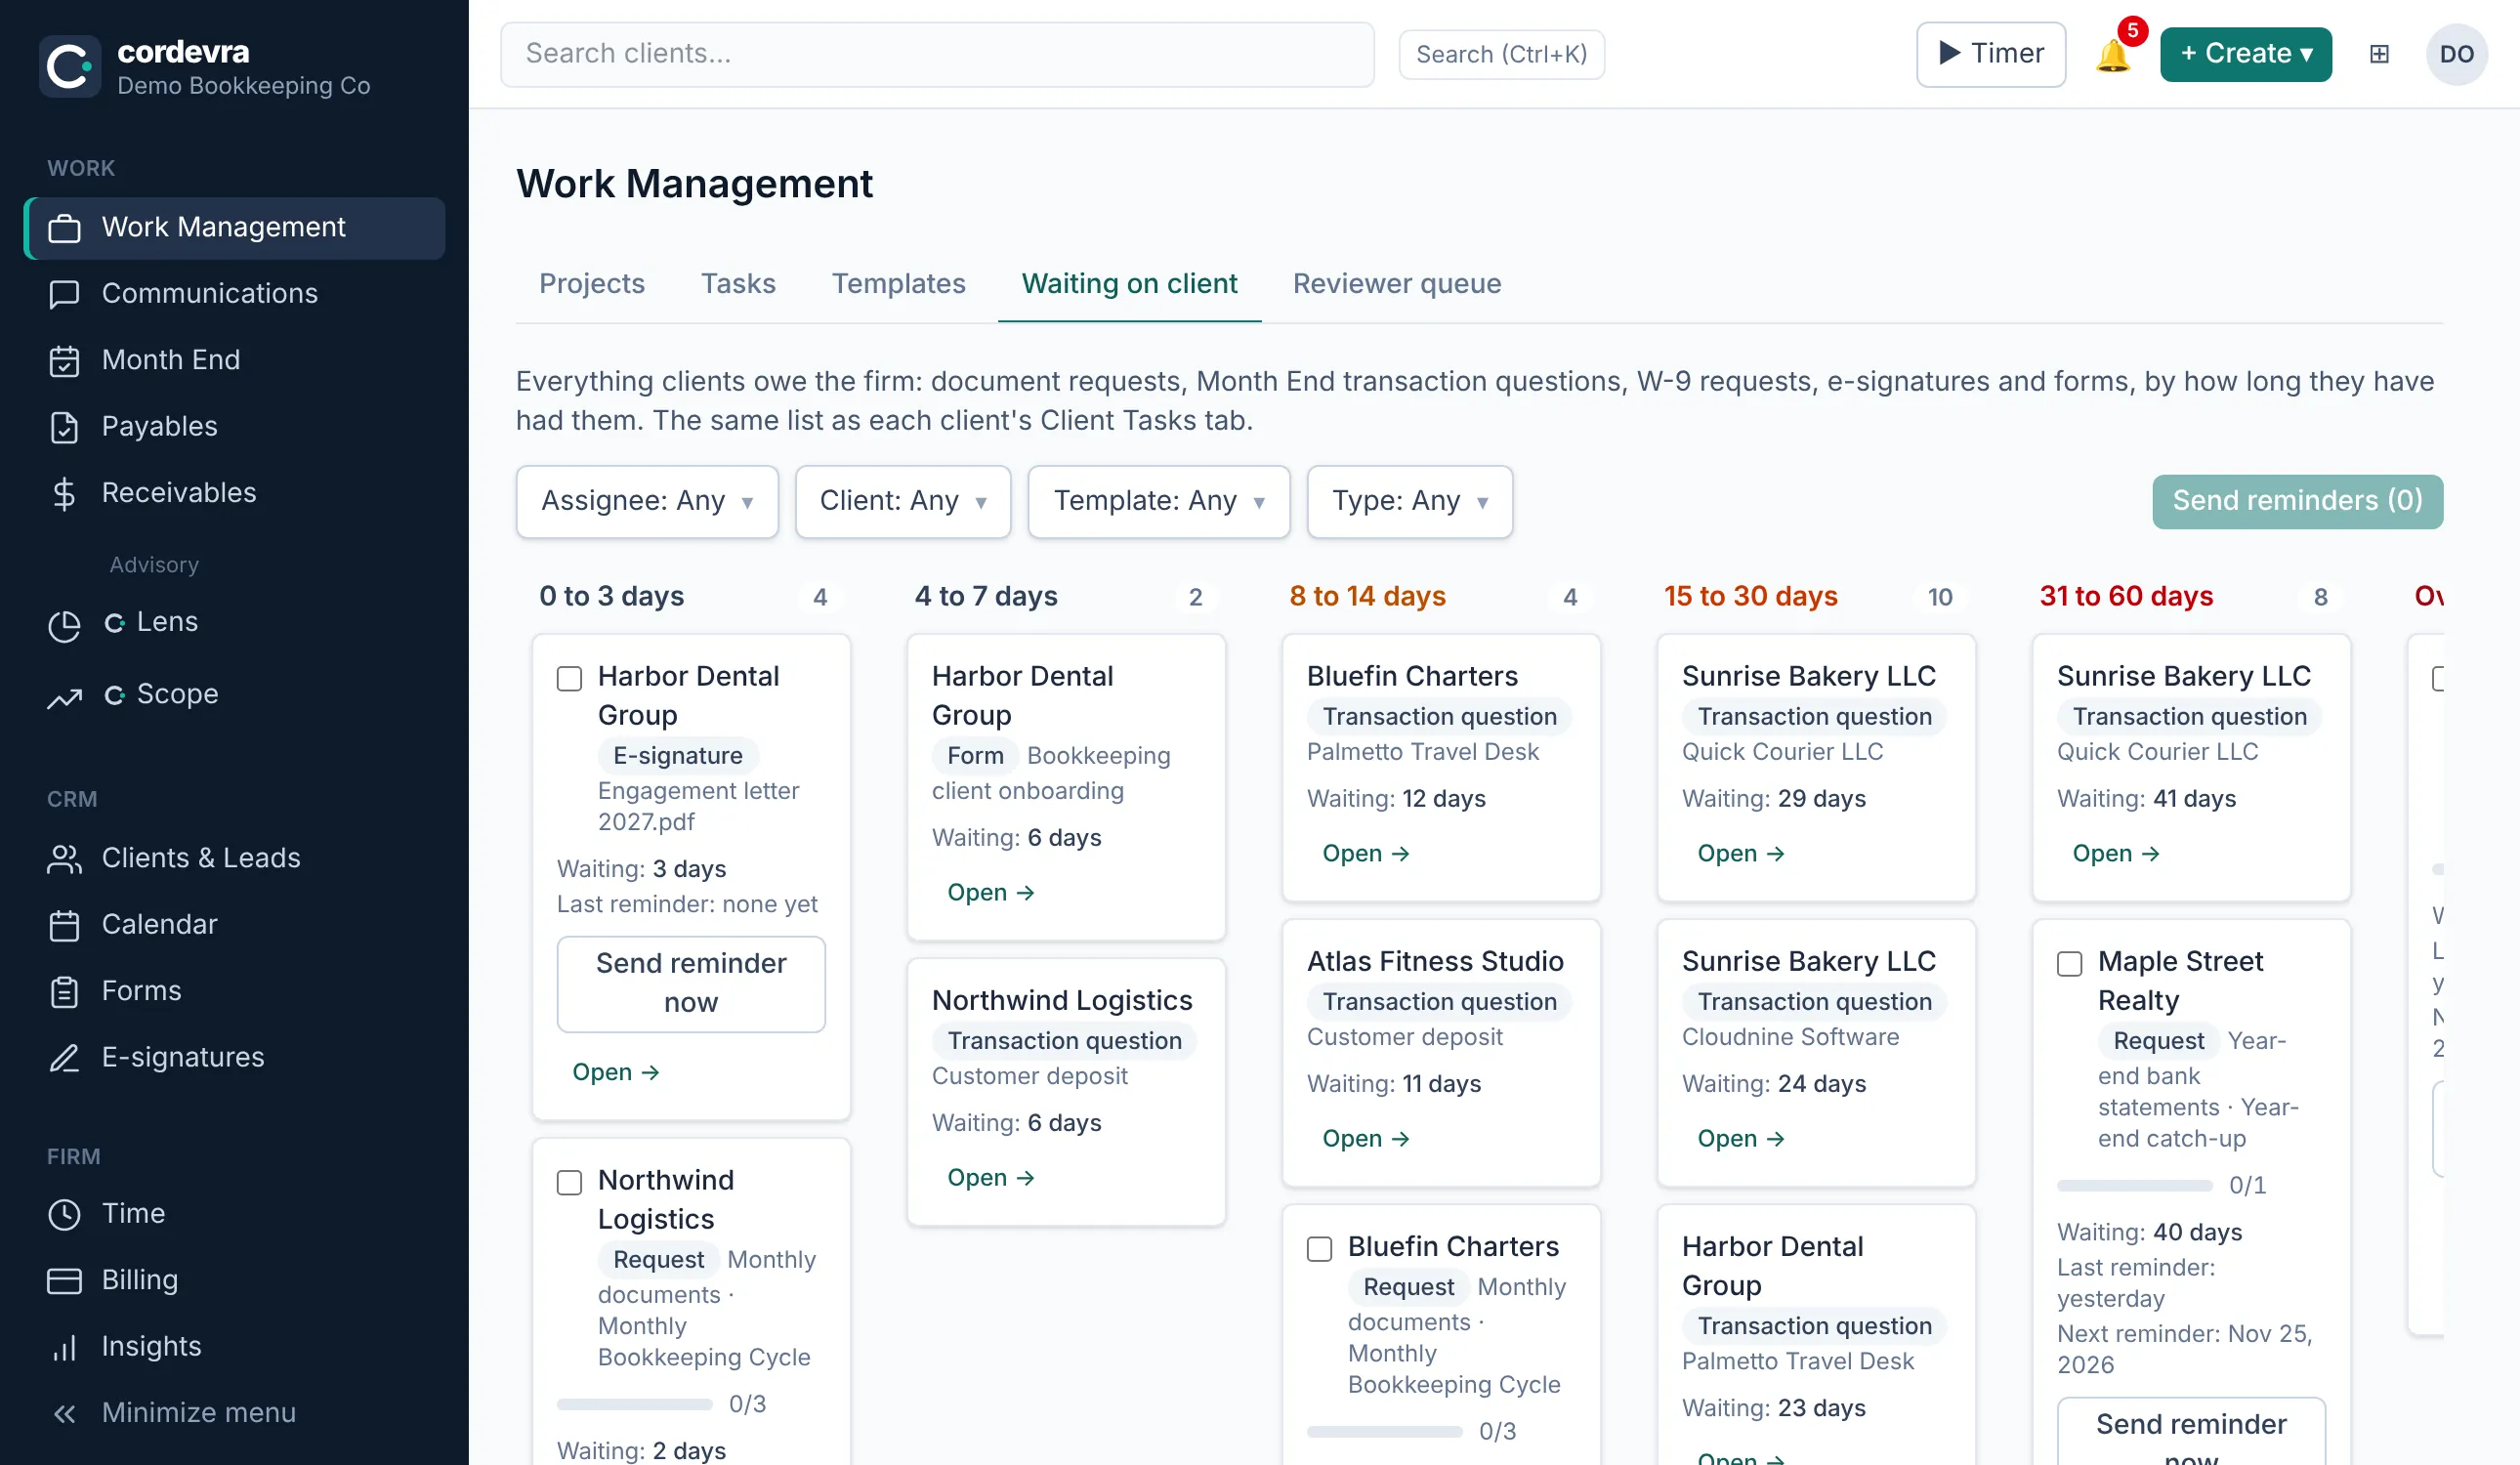 cordevra
Demo Bookkeeping Co
WORK
Work Management
Communications
Month End
Payables
Receivables
Advisory
Lens
Scope
CRM
Clients & Leads
Calendar
Forms
E-signatures
FIRM
Time
Billing
Insights
Minimize menu
Search clients...
Search (Ctrl+K)
Timer
5
+ Create ▾
DO
Work Management
Projects
Tasks
Templates
Waiting on client
Reviewer queue
Everything clients owe the firm: document requests, Month End transaction questions, W-9 requests, e-signatures and forms, by how long they have
had them. The same list as each client's Client Tasks tab.
Assignee: Any ▾
Client: Any ▾
Template: Any ▾
Type: Any ▾
Send reminders (0)
0 to 3 days 4
Harbor Dental
Group
E-signature
Engagement letter
2027.pdf
Waiting: 3 days
Last reminder: none yet
Send reminder
now
Open →
Northwind
Logistics
Request Monthly
documents ·
Monthly
Bookkeeping Cycle
0/3
Waiting: 2 days
4 to 7 days 2
Harbor Dental
Group
Form Bookkeeping
client onboarding
Waiting: 6 days
Open →
Northwind Logistics
Transaction question
Customer deposit
Waiting: 6 days
Open →
8 to 14 days 4
Bluefin Charters
Transaction question
Palmetto Travel Desk
Waiting: 12 days
Open →
Atlas Fitness Studio
Transaction question
Customer deposit
Waiting: 11 days
Open →
Bluefin Charters
Request Monthly
documents ·
Monthly
Bookkeeping Cycle
0/3
15 to 30 days 10
Sunrise Bakery LLC
Transaction question
Quick Courier LLC
Waiting: 29 days
Open →
Sunrise Bakery LLC
Transaction question
Cloudnine Software
Waiting: 24 days
Open →
Harbor Dental
Group
Transaction question
Palmetto Travel Desk
Waiting: 23 days
Open →
31 to 60 days 8
Sunrise Bakery LLC
Transaction question
Quick Courier LLC
Waiting: 41 days
Open →
Maple Street
Realty
Request Year-
end bank
statements · Year-
end catch-up
0/1
Waiting: 40 days
Last reminder:
yesterday
Next reminder: Nov 25,
2026
Send reminder
now